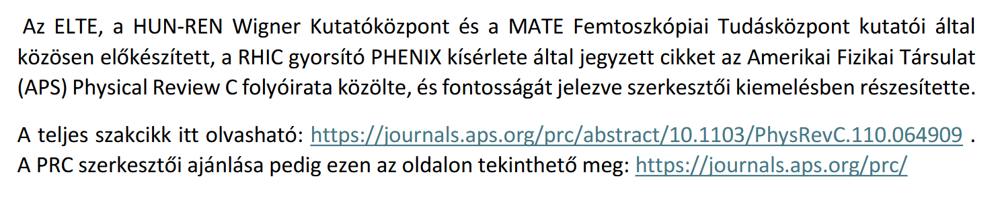 Az ELTE, a HUN-REN Wigner Kutatóközpont és a MATE Femtoszkópiai Tudásközpont kutatói által
közösen előkészített, a RHIC gyorsító PHENIX kísérlete által jegyzett cikket az Amerikai Fizikai Társulat
(APS) Physical Review C folyóirata közölte, és fontosságát jelezve szerkesztői kiemelésben részesítette.
A teljes szakcikk itt olvasható: https://journals.aps.org/prc/abstract/10.1103/PhysRevC.110.064909 .
A PRC szerkesztői ajánlása pedig ezen az oldalon tekinthető meg: https://journals.aps.org/prc/